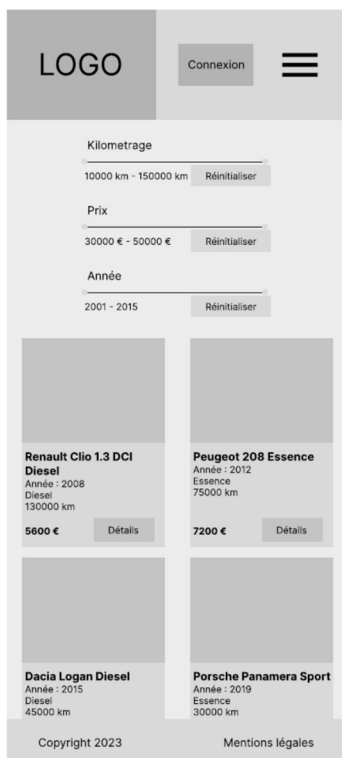 LOGO
Connexion
Kilometrage
10000 km - 150000 km
Réinitialiser
Prix
30000 € - 50000 €
Réinitialiser
Année
2001 - 2015
Réinitialiser
Renault Clio 1.3 DCI
Diesel
Année : 2008
Diesel
130000 km
5600 €
Détails
Peugeot 208 Essence
Année : 2012
Essence
75000 km
7200 €
Détails
Dacia Logan Diesel
Année : 2015
Diesel
45000 km
Porsche Panamera Sport
Année : 2019
Essence
30000 km
Copyright 2023
Mentions légales